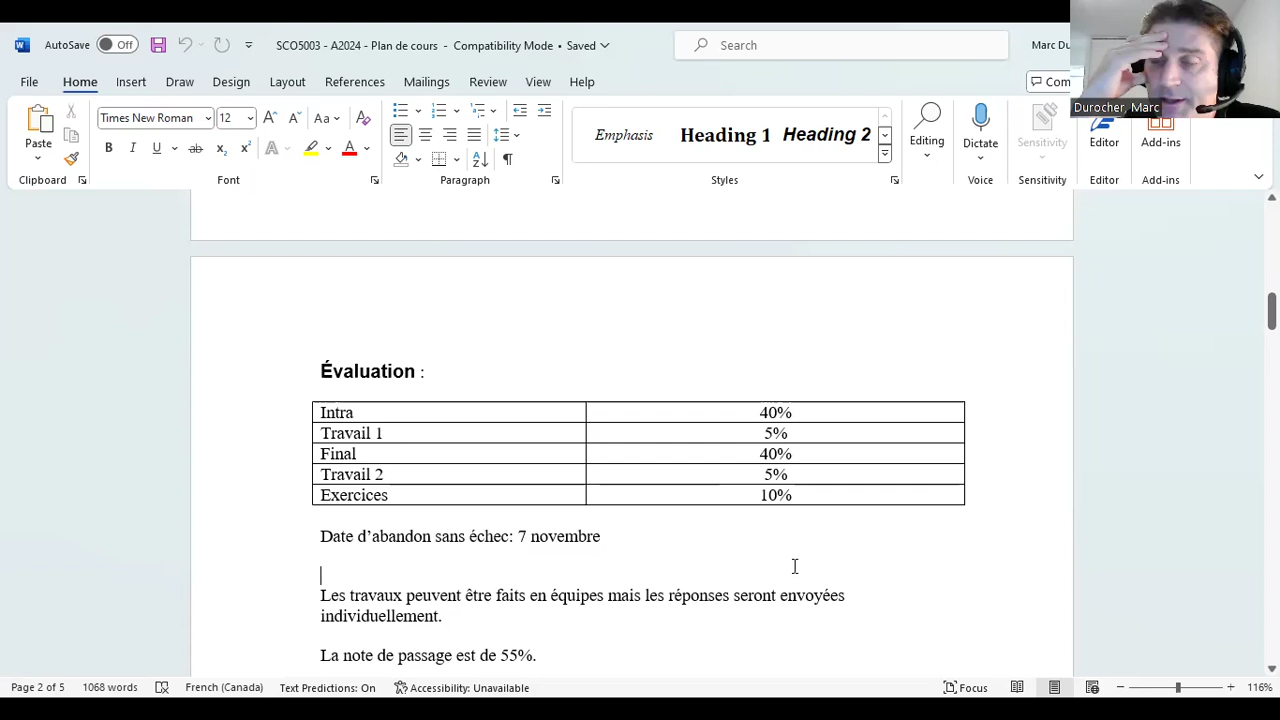 AutoSave Off SCO5003 - A2024 - Plan de cours - Compatibility Mode • Saved Search Marc Du
File Home Insert Draw Design Layout References Mailings Review View Help Com
Durocher, Marc
Times New Roman 12 Aa Emphasis Heading 1 Heading 2
Paste Editing Dictate Sensitivity Editor Add-ins
B I U ab x₂ x² A A
Clipboard Font Paragraph Styles Voice Sensitivity Editor Add-ins
Évaluation :
Intra 40%
Travail 1 5%
Final 40%
Travail 2 5%
Exercices 10%
Date d’abandon sans échec: 7 novembre
Les travaux peuvent être faits en équipes mais les réponses seront envoyées
individuellement.
La note de passage est de 55%.
Page 2 of 5 1068 words French (Canada) Text Predictions: On Accessibility: Unavailable Focus 116%